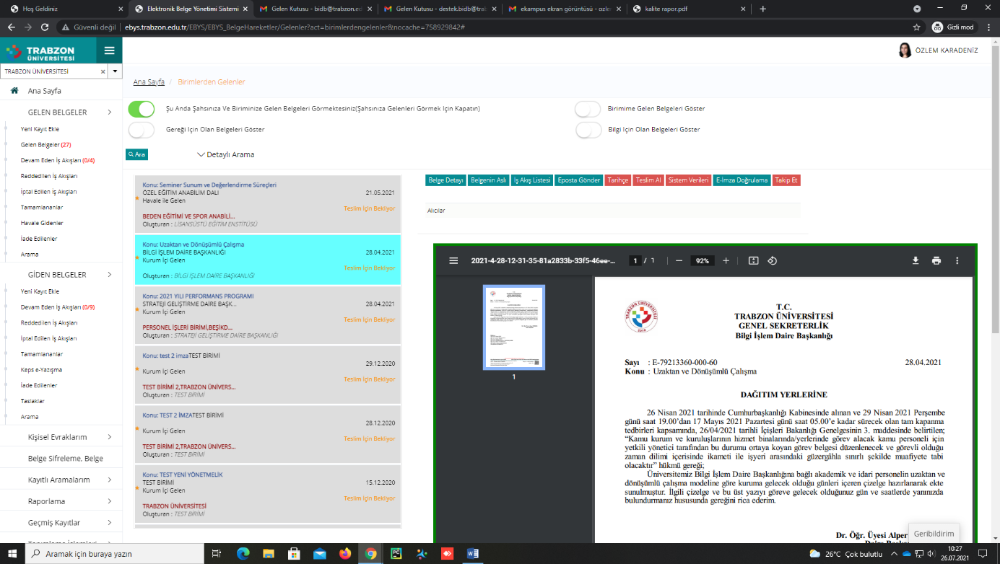 Hoş Geldiniz
Elektronik Belge Yönetimi Sistemi
Gelen Kutusu - bidb@trabzon.ed
Gelen Kutusu - destek.bidb@tra
ekampus ekran görüntüsü - ozle
kalite rapor.pdf
Güvenli değil
ebys.trabzon.edu.tr/EBYS/EBYS_BelgeHareketler/Gelenler?act=birimlerdengelenler&nocache=758929842#
Gizli mod
TRABZON
ÜNİVERSİTESİ
ÖZLEM KARADENİZ
TRABZON ÜNİVERSİTESİ
Ana Sayfa
GELEN BELGELER
Yeni Kayıt Ekle
Gelen Belgeler (27)
Devam Eden İş Akışları (0/4)
Reddedilen İş Akışları
İptal Edilen İş Akışları
Tamamlananlar
Havale Gidenler
İade Edilenler
Arama
GİDEN BELGELER
Yeni Kayıt Ekle
Devam Eden İş Akışları (0/9)
Reddedilen İş Akışları
İptal Edilen İş Akışları
Tamamlananlar
Keps e-Yazışma
İade Edilenler
Taslaklar
Arama
Kişisel Evraklarım
Belge Sifreleme, Belge
Kayıtlı Aramalarım
Raporlama
Geçmiş Kayıtlar
Ana Sayfa / Birimlerden Gelenler
Şu Anda Şahsınıza Ve Biriminize Gelen Belgeleri Görmektesiniz(Şahsınıza Gelenleri Görmek İçin Kapatın)
Birimime Gelen Belgeleri Göster
Gereği İçin Olan Belgeleri Göster
Bilgi İçin Olan Belgeleri Göster
Ara
Detaylı Arama
Konu: Seminer Sunum ve Değerlendirme Süreçleri
ÖZEL EĞİTİM ANABİLİM DALI
21.05.2021
Havale ile Gelen
Teslim İçin Bekliyor
BEDEN EĞİTİMİ VE SPOR ANABİLİ...
Oluşturan : LİSANSÜSTÜ EĞİTİM ENSTİTÜSÜ
Konu: Uzaktan ve Dönüşümlü Çalışma
BİLGİ İŞLEM DAİRE BAŞKANLIĞI
28.04.2021
Kurum İçi Gelen
Teslim İçin Bekliyor
Oluşturan : BİLGİ İŞLEM DAİRE BAŞKANLIĞI
Konu: 2021 YILI PERFORMANS PROGRAMI
STRATEJİ GELİŞTİRME DAİRE BAŞK...
28.04.2021
Kurum İçi Gelen
Teslim İçin Bekliyor
PERSONEL İŞLERİ BİRİMİ,BEŞİKD...
Oluşturan : STRATEJİ GELİŞTİRME DAİRE BAŞKANLIĞI
Konu: test 2 imzaTEST BİRİMİ
29.12.2020
Kurum İçi Gelen
Teslim İçin Bekliyor
TEST BİRİMİ 2,TRABZON ÜNİVERS...
Oluşturan : TEST BİRİMİ
Konu: TEST 2 İMZATEST BİRİMİ
28.12.2020
Kurum İçi Gelen
Teslim İçin Bekliyor
TEST BİRİMİ 2,TRABZON ÜNİVERS...
Oluşturan : TEST BİRİMİ
Konu: TEST YENİ YÖNETMELİK
TEST BİRİMİ
15.12.2020
Kurum İçi Gelen
Teslim İçin Bekliyor
TRABZON ÜNİVERSİTESİ
Oluşturan : TEST BİRİMİ
Belge Detayı
Belgenin Aslı
İş Akış Listesi
Eposta Gönder
Tarihçe
Teslim Al
Sistem Verileri
E-İmza Doğrulama
Takip Et
Alıcılar
2021-4-28-12-31-35-81a2833b-33f5-46ee-...
1 / 1
92%
1
T.C.
TRABZON ÜNİVERSİTESİ
GENEL SEKRETERLİK
Bilgi İşlem Daire Başkanlığı
Sayı : E-79213360-000-60
28.04.2021
Konu : Uzaktan ve Dönüşümlü Çalışma
DAĞITIM YERLERİNE
26 Nisan 2021 tarihinde Cumhurbaşkanlığı Kabinesinde alınan ve 29 Nisan 2021 Perşembe
günü saat 19.00’dan 17 Mayıs 2021 Pazartesi günü saat 05.00’e kadar sürecek olan tam kapanma
tedbirleri kapsamında, 26/04/2021 tarihli İçişleri Bakanlığı Genelgesinin 3. maddesinde belirtilen;
“Kamu kurum ve kuruluşlarının hizmet binalarında/yerlerinde görev alacak kamu personeli için
yetkili yönetici tarafından bu durumu ortaya koyan görev belgesi düzenlenecek ve görevli olduğu
zaman dilimi içerisinde ikameti ile işyeri arasındaki güzergâhla sınırlı şekilde muafiyete tabi
olacaktır” hükmü gereği;
Üniversitemiz Bilgi İşlem Daire Başkanlığına bağlı akademik ve idari personelin uzaktan ve
dönüşümlü çalışma modeline göre kuruma gelecek olduğu günleri içeren çizelge hazırlanarak ekte
sunulmuştur. İlgili çizelge ve bu üst yazıyı göreve gelecek olduğunuz gün ve saatlerde yanınızda
bulundurmanız hususunda gereğini rica ederim.
Dr. Öğr. Üyesi Alper
Geribildirim
Aramak için buraya yazın
26°C Çok bulutlu
10:27
26.07.2021